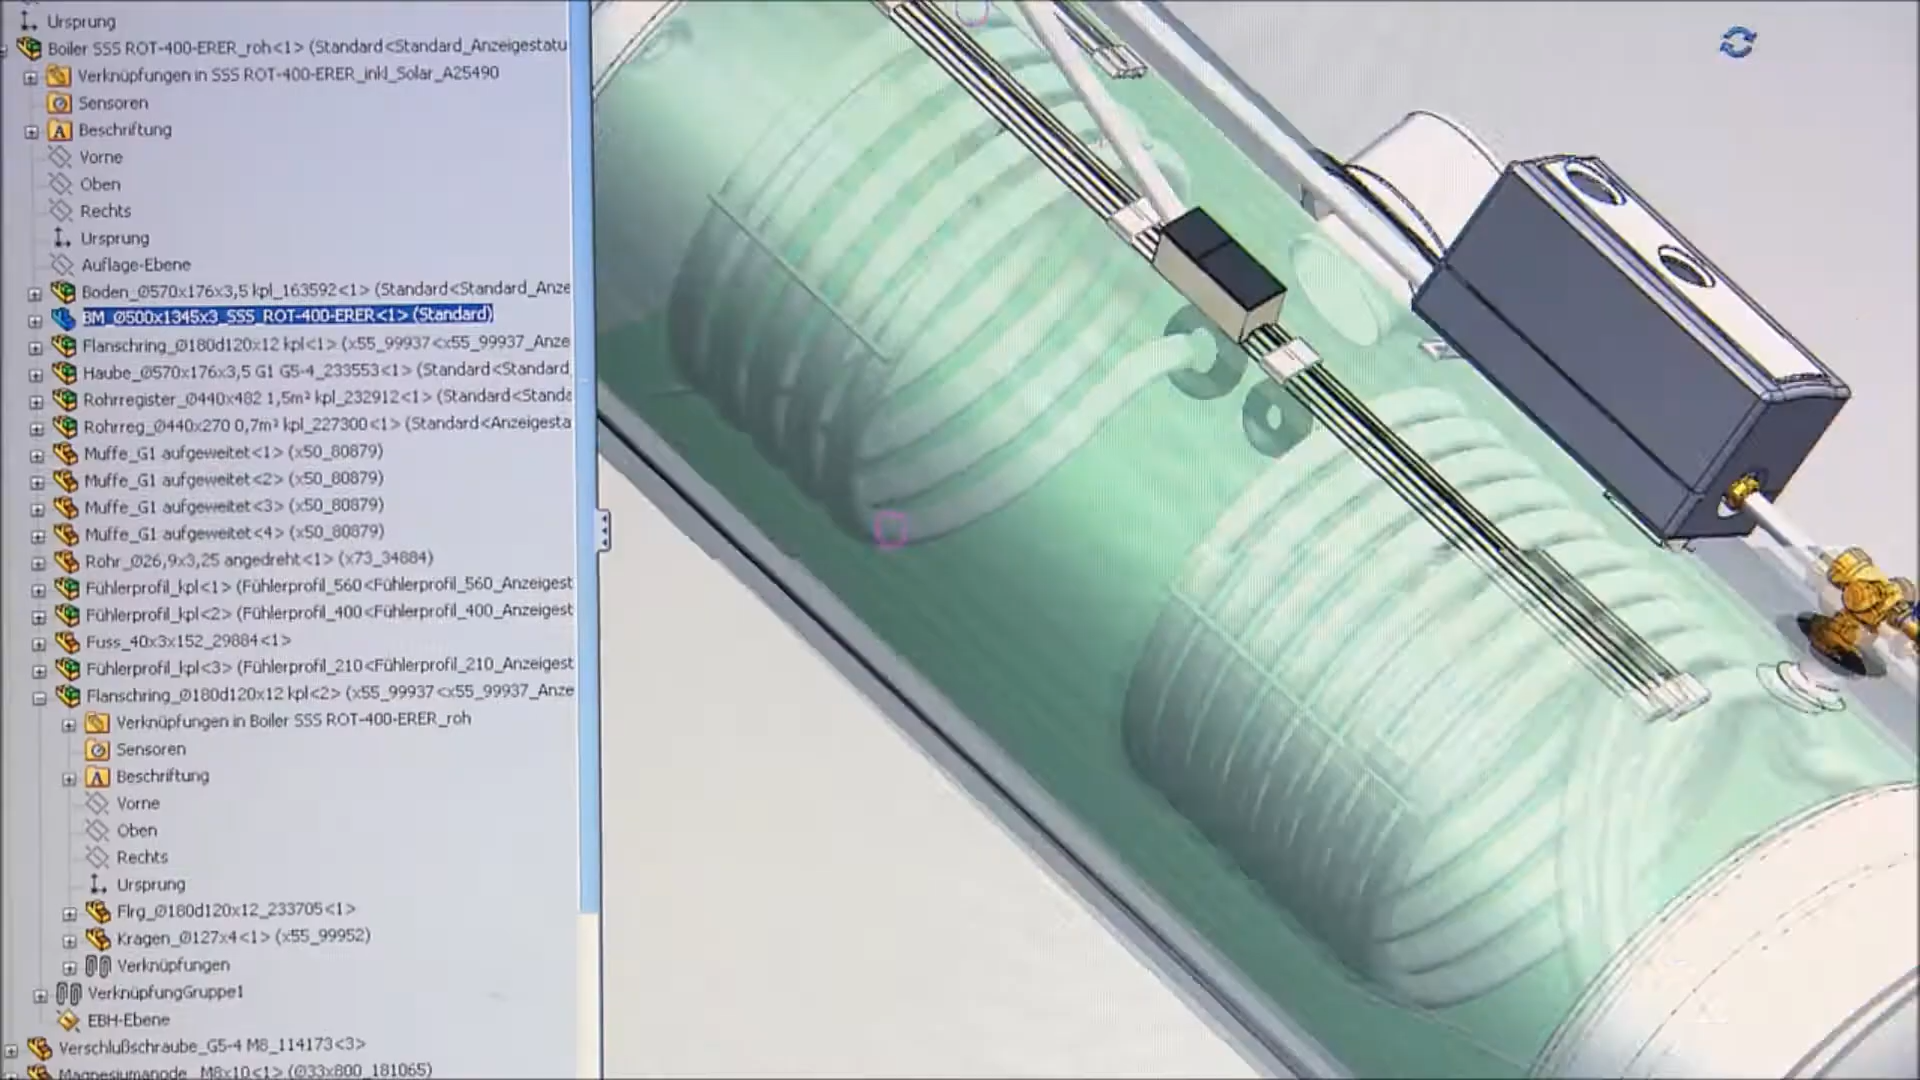 Ursprung
Boiler SSS ROT-400-ERER_roh<1> (Standard<Standard_Anzeigestatu
Verknüpfungen in SSS ROT-400-ERER_inkl_Solar_A25490
Sensoren
A Beschriftung
Vorne
Oben
Rechts
Ursprung
Auflage-Ebene
Boden_Ø570x176x3,5 kpl_163592<1> (Standard<Standard_Anze
BM_Ø500x1345x3_SSS_ROT-400-ERER<1> (Standard)
Flanschring_Ø180d120x12 kpl<1> (x55_99937<x55_99937_Anze
Haube_Ø570x176x3,5 G1 G5-4_233553<1> (Standard<Standard
Rohrregister_Ø440x482 1,5m² kpl_232912<1> (Standard<Standa
Rohrreg_Ø440x270 0,7m² kpl_227300<1> (Standard<Anzeigesta
Muffe_G1 aufgeweitet<1> (x50_80879)
Muffe_G1 aufgeweitet<2> (x50_80879)
Muffe_G1 aufgeweitet<3> (x50_80879)
Muffe_G1 aufgeweitet<4> (x50_80879)
Rohr_Ø26,9x3,25 angedreht<1> (x73_34884)
Fühlerprofil_kpl<1> (Fühlerprofil_560<Fühlerprofil_560_Anzeigest
Fühlerprofil_kpl<2> (Fühlerprofil_400<Fühlerprofil_400_Anzeigest
Fuss_40x3x152_29884<1>
Fühlerprofil_kpl<3> (Fühlerprofil_210<Fühlerprofil_210_Anzeigest
Flanschring_Ø180d120x12 kpl<2> (x55_99937<x55_99937_Anze
Verknüpfungen in Boiler SSS ROT-400-ERER_roh
Sensoren
A Beschriftung
Vorne
Oben
Rechts
Ursprung
Flrg_Ø180d120x12_233705<1>
Kragen_Ø127x4<1> (x55_99952)
Verknüpfungen
VerknüpfungGruppe1
EBH-Ebene
Verschlußschraube_G5-4 M8_114173<3>
Magnesiumanode_M8x10<1> (Ø33x800_181065)